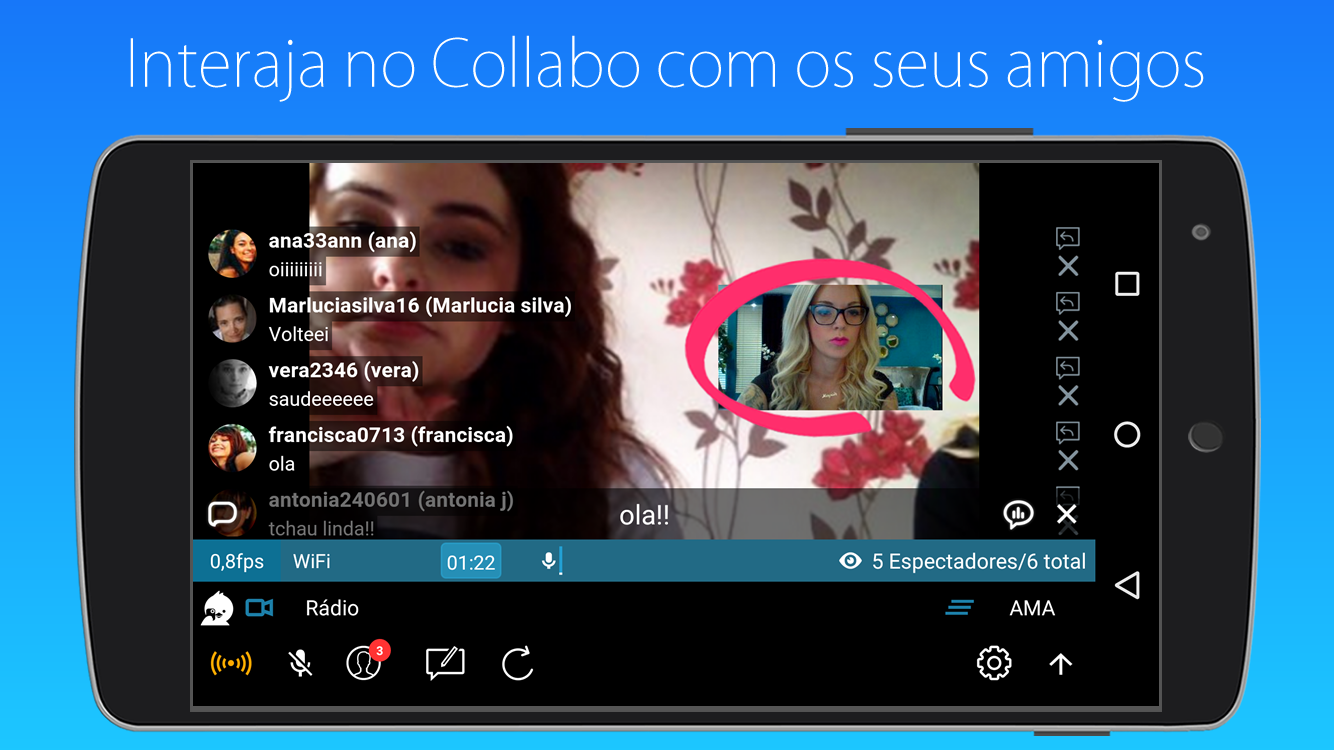 Interaja no Collabo com os seus amigos
ana33ann (ana)
oiiiiiiiii
Marluciasilva16 (Marlucia silva)
Volteei
vera2346 (vera)
saudeeeeee
francisca0713 (francisca)
ola
antonia240601 (antonia j)
tchau linda!!
ola!!
0,8fps WiFi 01:22 5 Espectadores/6 total
Rádio AMA
3